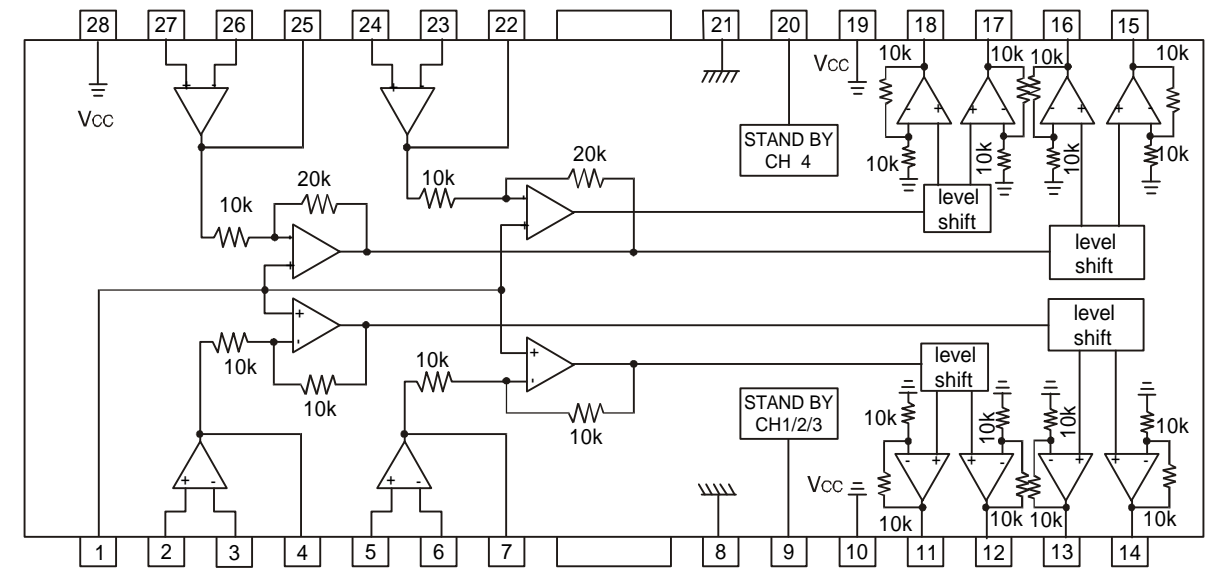 28 27 26 25 24 23 22 21 20 19 18 17 16 15
VCC 10k 10k 10k 10k
VCC
+ - + - - + + - - + + -
STAND BY
CH 4
10k 10k 10k 10k
20k 10k 20k
level
shift
10k
- +
- +
level
shift
+ -
level
shift
10k 10k + -
level
shift
10k 10k
STAND BY
CH1/2/3
10k 10k 10k 10k
+ - + - - + + - - + + -
VCC
10k 10k 10k 10k
1 2 3 4 5 6 7 8 9 10 11 12 13 14